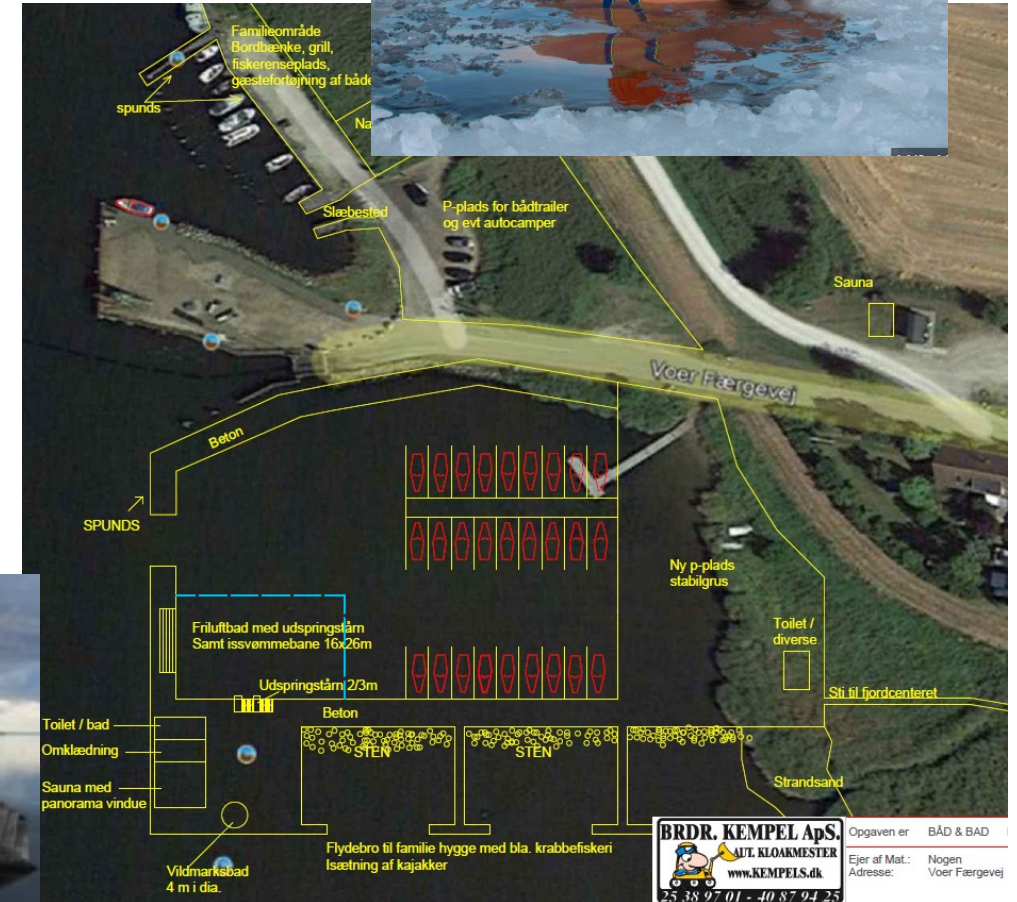 Familieområde
Bordbænke, grill,
fiskerenseplads,
gæstefortøjning af både
spunds
Na
Slæbested
P-plads for bådtrailer
og evt autocamper
Sauna
Voer Færgevej
Beton
SPUNDS
Ny p-plads
stabilgrus
Friluftbad med udspringstårn
Samt issvømmebane 16x26m
Toilet /
diverse
Udspringstårn 2/3m
Sti til fjordcenteret
Beton
Toilet / bad
Omklædning
STEN
STEN
Sauna med
panorama vindue
Strandsand
Flydebro til familie hygge med bla. krabbefiskeri
Isætning af kajakker
Vildmarksbad
4 m i dia.
BRDR. KEMPEL ApS.
AUT. KLOAKMESTER
www.KEMPELS.dk
25 38 97 01 - 40 87 94 25
Opgaven er BÅD & BAD
Ejer af Mat.: Nogen
Adresse: Voer Færgevej